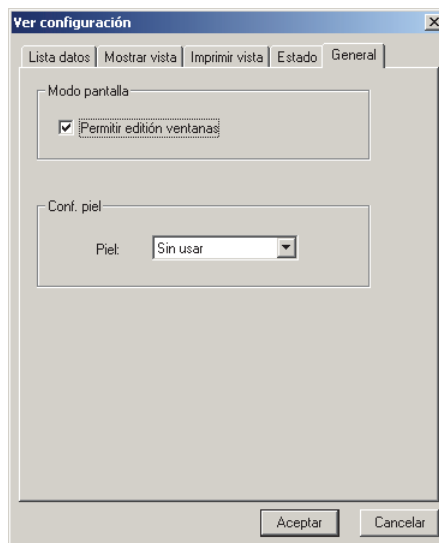 Ver configuración
Lista datos Mostrar vista Imprimir vista Estado General
Modo pantalla
Permitir editión ventanas
Conf. piel
Piel: Sin usar
Aceptar Cancelar